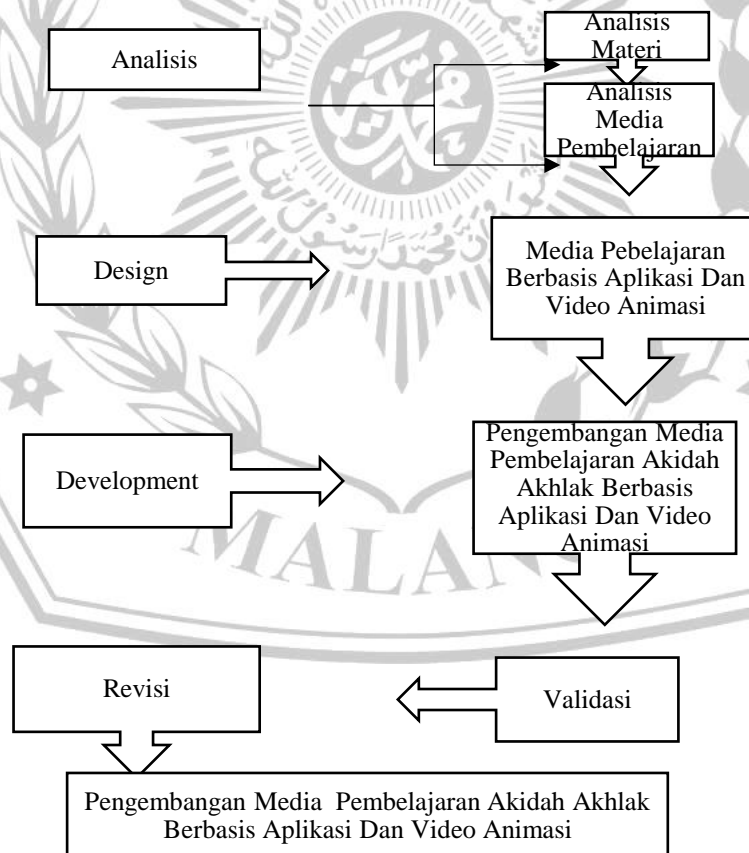 Analisis
Analisis
Materi
Analisis
Media
Pembelajaran
Design
Media Pebelajaran
Berbasis Aplikasi Dan
Video Animasi
Development
Pengembangan Media
Pembelajaran Akidah
Akhlak Berbasis
Aplikasi Dan Video
Animasi
MALAN
Revisi
Validasi
Pengembangan Media  Pembelajaran Akidah Akhlak
Berbasis Aplikasi Dan Video Animasi